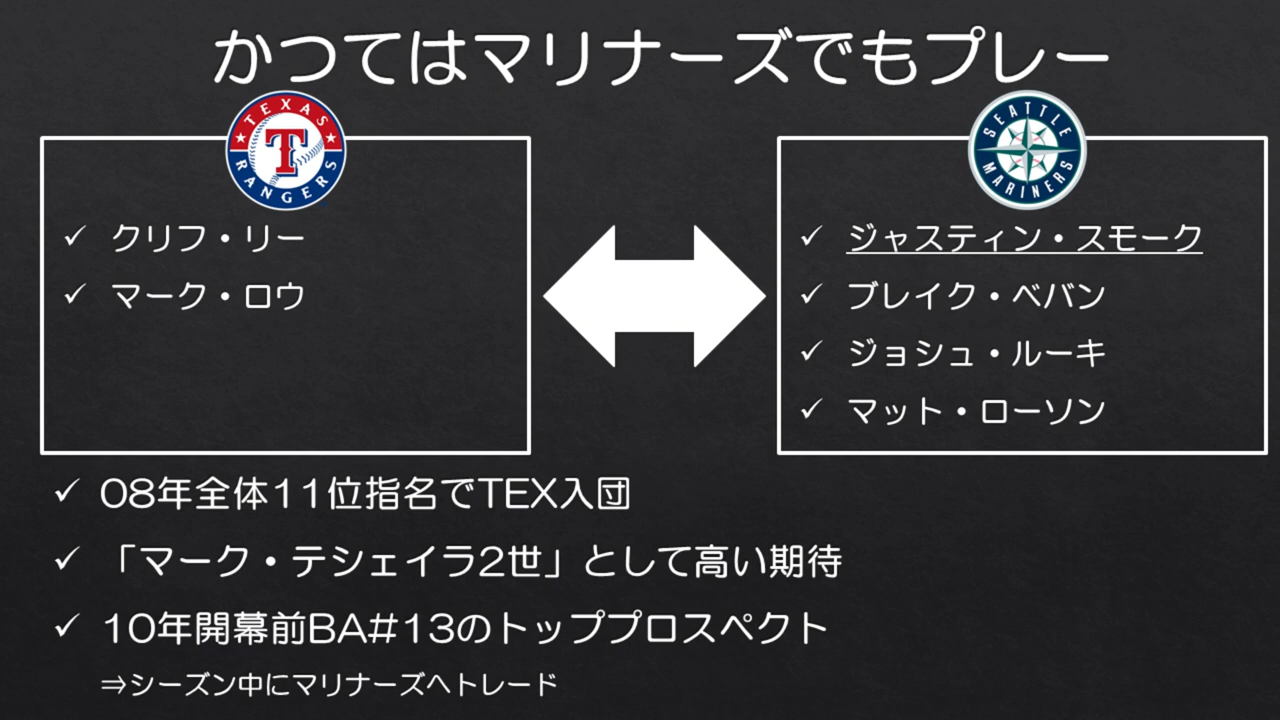 かつてはマリナーズでもプレー
TEXAS
T
RANGERS
SEATTLE
MARINERS
✓ クリフ・リー
✓ マーク・ロウ
✓ ジャスティン・スモーク
✓ ブレイク・ベバン
✓ ジョシュ・ルーキ
✓ マット・ローソン
✓ 08年全体11位指名でTEX入団
✓ 「マーク・テシェイラ2世」として高い期待
✓ 10年開幕前BA#13のトッププロスペクト
⇒シーズン中にマリナーズへトレード